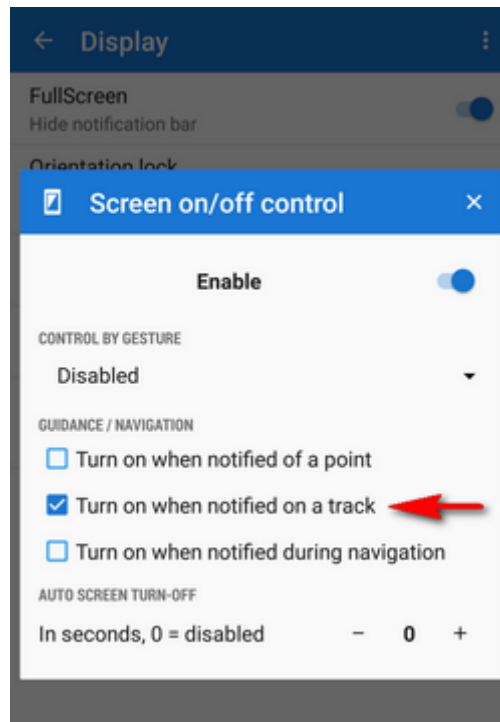 Display
FullScreen
Hide notification bar
Orientation lock
Screen on/off control
Enable
CONTROL BY GESTURE
Disabled
GUIDANCE / NAVIGATION
Turn on when notified of a point
Turn on when notified on a track
Turn on when notified during navigation
AUTO SCREEN TURN-OFF
In seconds, 0 = disabled − 0 +